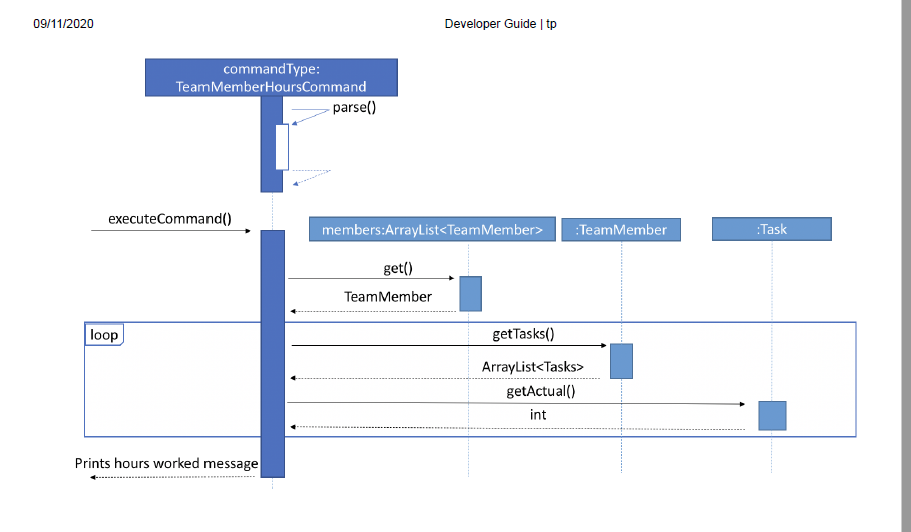 09/11/2020
Developer Guide | tp
commandType:
TeamMemberHoursCommand
parse()
executeCommand()
members:ArrayList<TeamMember>
:TeamMember
:Task
get()
TeamMember
loop
getTasks()
ArrayList<Tasks>
getActual()
int
Prints hours worked message